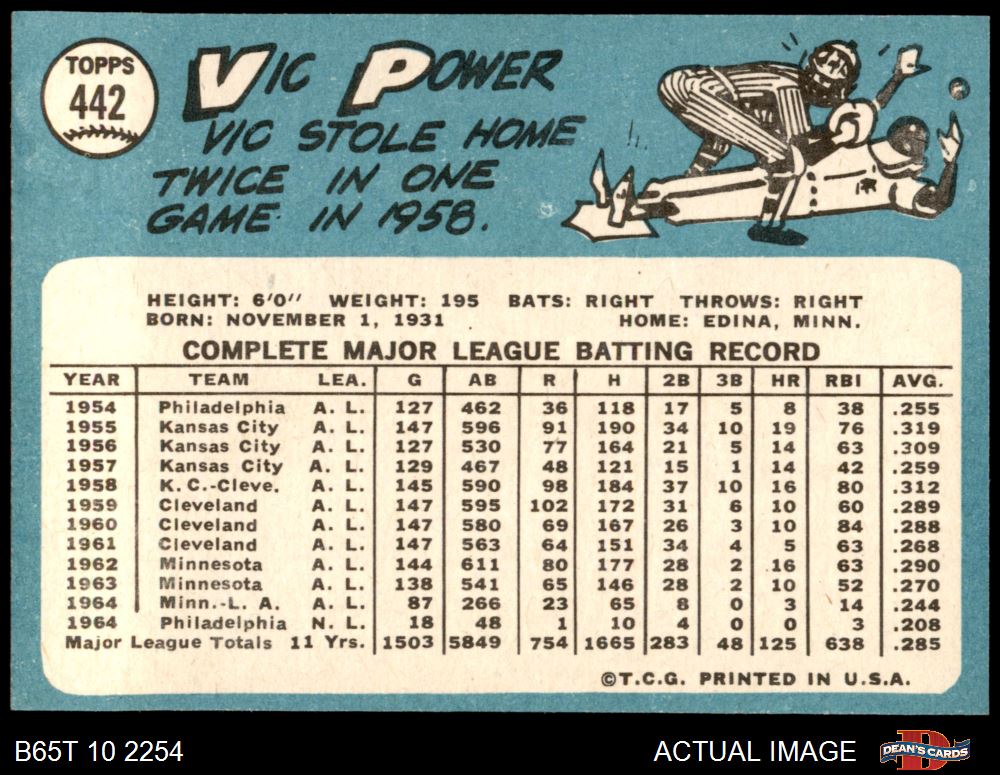 TOPPS
442
VIC POWER
VIC STOLE HOME
TWICE IN ONE
GAME IN 1958.
HEIGHT: 6'0" WEIGHT: 195 BATS: RIGHT THROWS: RIGHT
BORN: NOVEMBER 1, 1931 HOME: EDINA, MINN.
COMPLETE MAJOR LEAGUE BATTING RECORD
YEAR TEAM LEA. G AB R H 2B 3B HR RBI AVG.
1954 Philadelphia A. L. 127 462 36 118 17 5 8 38 .255
1955 Kansas City A. L. 147 596 91 190 34 10 19 76 .319
1956 Kansas City A. L. 127 530 77 164 21 5 14 63 .309
1957 Kansas City A. L. 129 467 48 121 15 1 14 42 .259
1958 K. C.-Cleve. A. L. 145 590 98 184 37 10 16 80 .312
1959 Cleveland A. L. 147 595 102 172 31 6 10 60 .289
1960 Cleveland A. L. 147 580 69 167 26 3 10 84 .288
1961 Cleveland A. L. 147 563 64 151 34 4 5 63 .268
1962 Minnesota A. L. 144 611 80 177 28 2 16 63 .290
1963 Minnesota A. L. 138 541 65 146 28 2 10 52 .270
1964 Minn.-L. A. A. L. 87 266 23 65 8 0 3 14 .244
1964 Philadelphia N. L. 18 48 1 10 4 0 0 3 .208
Major League Totals 11 Yrs. 1503 5849 754 1665 283 48 125 638 .285
©T.C.G. PRINTED IN U.S.A.
B65T 10 2254 ACTUAL IMAGE DEAN'S CARDS